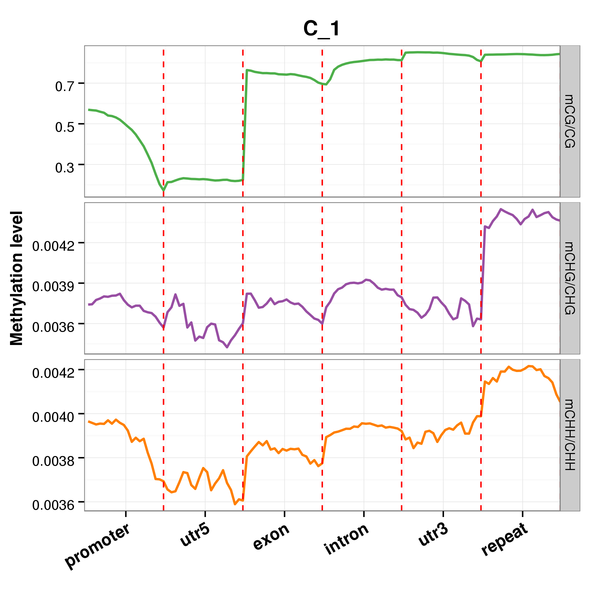 C_1
Methylation level
0.7
0.5
0.3
mCG/CG
0.0042
0.0039
0.0036
mCHG/CHG
0.0042
0.0040
0.0038
0.0036
mCHH/CHH
promoter
utr5
exon
intron
utr3
repeat